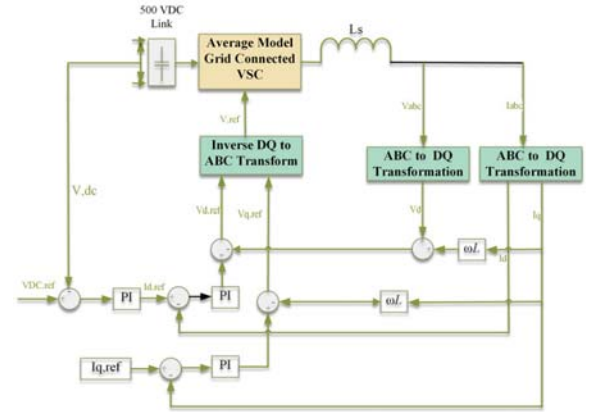 500 VDC
Link
Average Model
Grid Connected
VSC
Ls
V.ref
Vabc
Iabc
Inverse DQ to
ABC Transform
ABC to DQ
Transformation
ABC to DQ
Transformation
V,dc
Vd.ref
Vq.ref
Vd
Iq
ωL
Id
VDC.ref
PI
Id.ref
PI
ωL
Iq,ref
PI